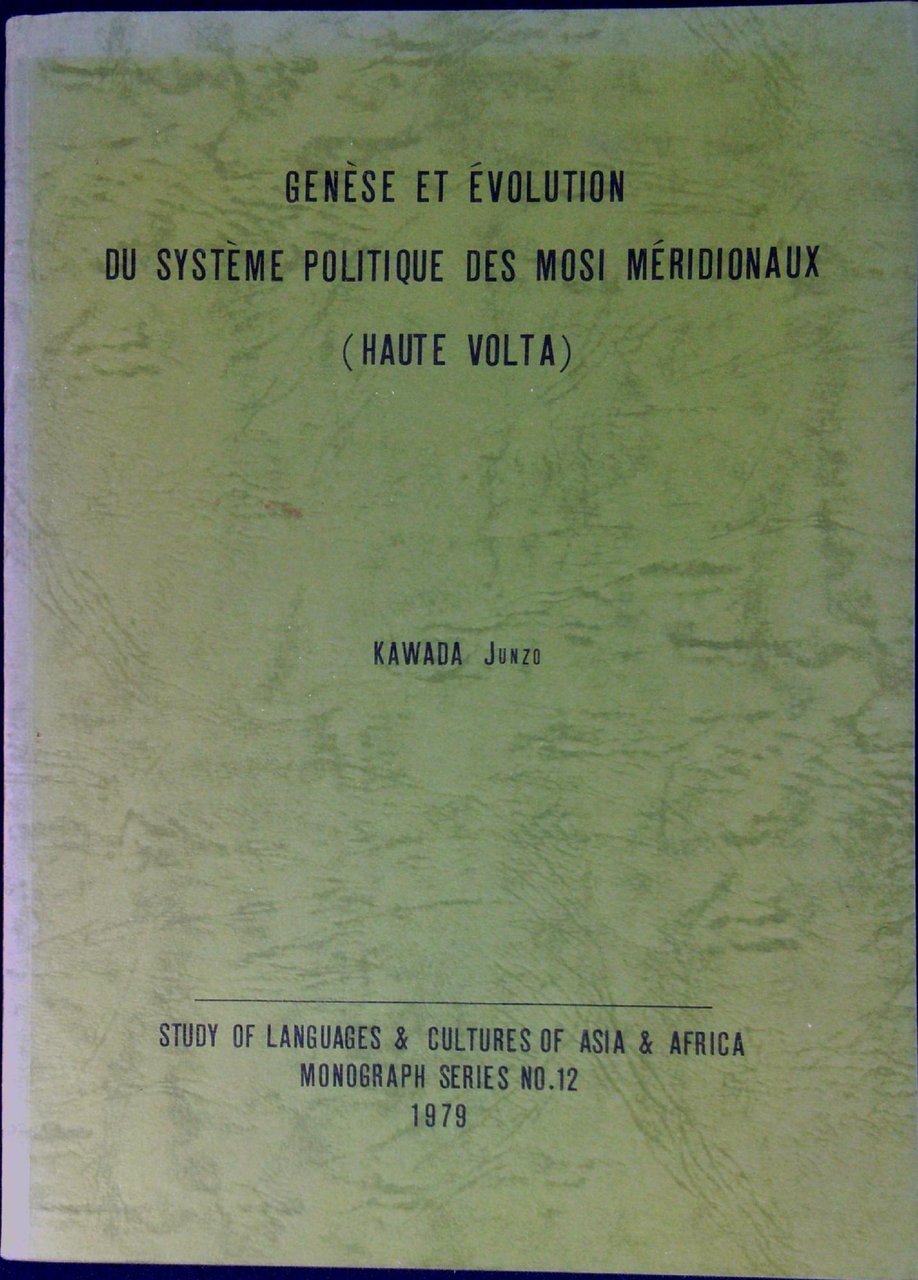 GENÈSE ET ÉVOLUTION
DU SYSTÈME POLITIQUE DES MOSI MÉRIDIONAUX
(HAUTE VOLTA)
KAWADA JUNZO
STUDY OF LANGUAGES & CULTURES OF ASIA & AFRICA
MONOGRAPH SERIES NO.12
1979